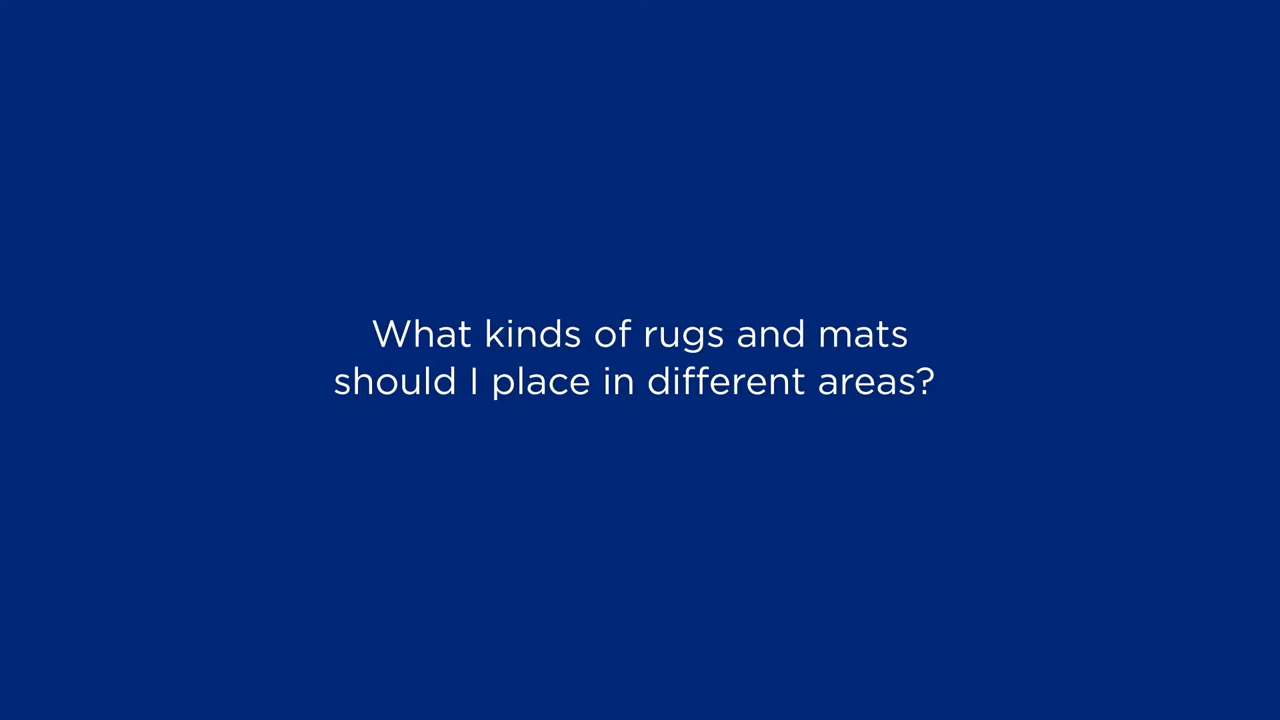 What kinds of rugs and mats
should I place in different areas?